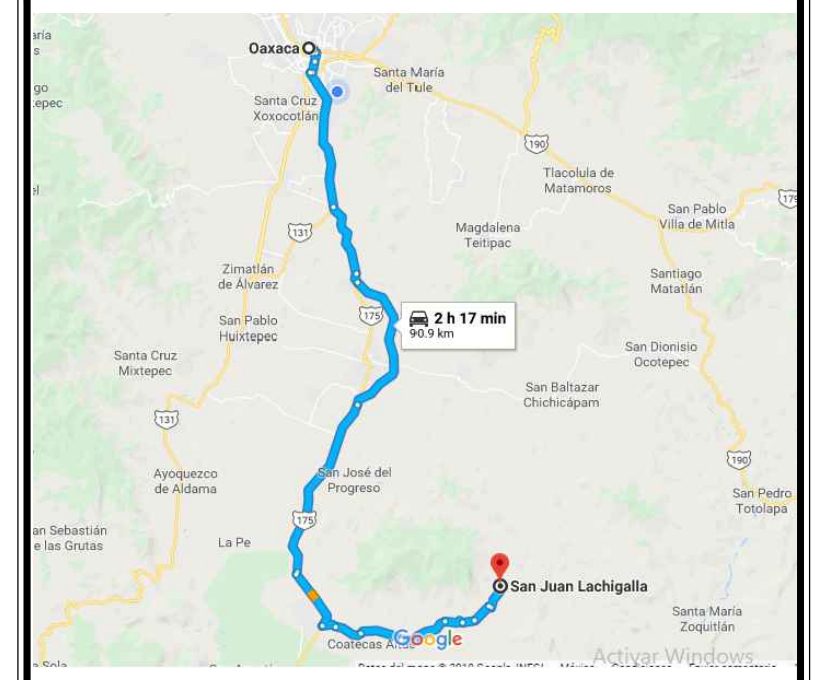 Oaxaca
Santa María
del Tule
Santa Cruz
Xoxocotlán
190
Tlacolula de
Matamoros
179
San Pablo
Villa de Mitla
131
Magdalena
Teitipac
Zimatlán
de Álvarez
Santiago
Matatlán
175
2 h 17 min
90.9 km
San Pablo
Huixtepec
Santa Cruz
Mixtepec
San Dionisio
Ocotepec
San Baltazar
Chichicápam
131
190
Ayoquezco
de Aldama
San José del
Progreso
San Pedro
Totolapa
175
an Sebastián
e las Grutas
La Pe
San Juan Lachigalla
Santa María
Zoquitlán
Coatecas Altas
Google
Activar Windows
a Sola